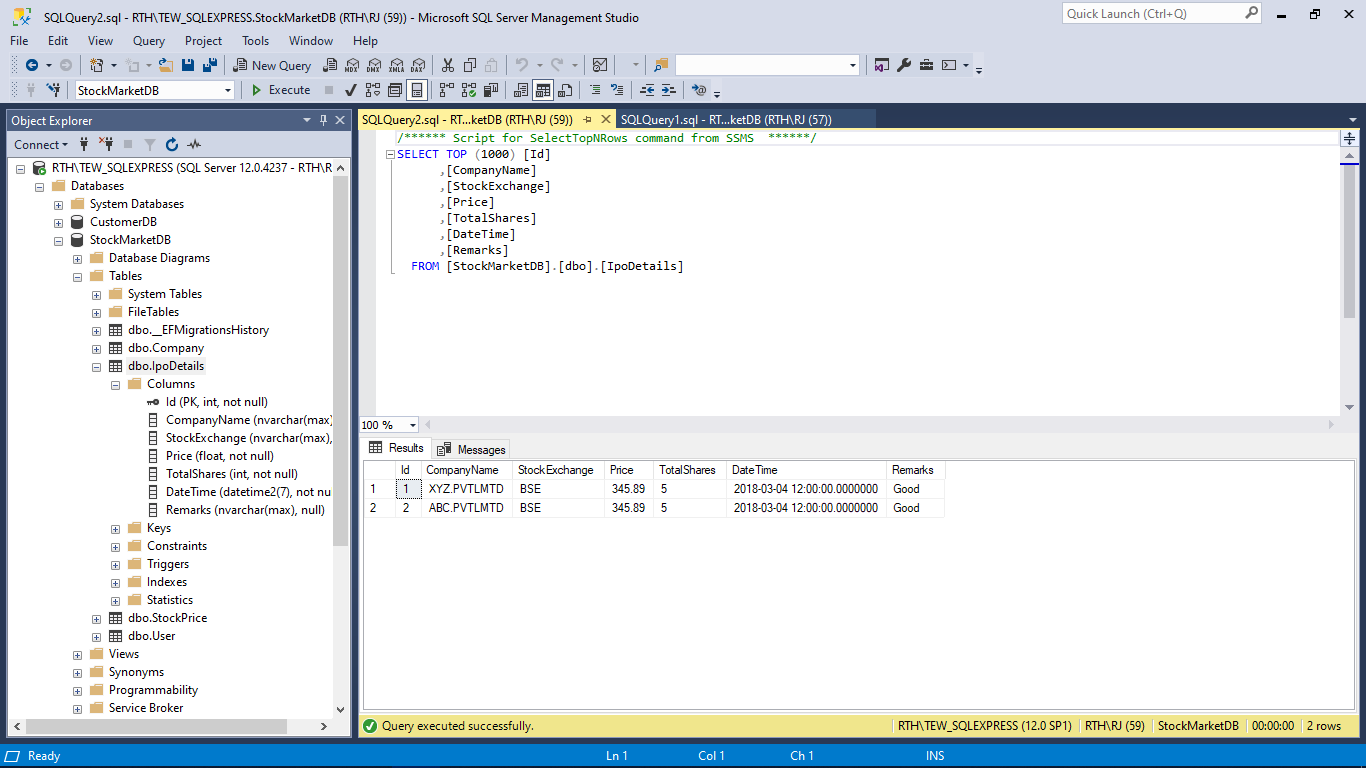 SQLQuery2.sql - RTH\TEW_SQLEXPRESS.StockMarketDB (RTH\RJ (59)) - Microsoft SQL Server Management Studio
Quick Launch (Ctrl+Q)
File Edit View Query Project Tools Window Help
New Query
MDX DMX XMLA DAX
StockMarketDB
Execute
Object Explorer
Connect
RTH\TEW_SQLEXPRESS (SQL Server 12.0.4237 - RTH\R
Databases
System Databases
CustomerDB
StockMarketDB
Database Diagrams
Tables
System Tables
FileTables
dbo.__EFMigrationsHistory
dbo.Company
dbo.IpoDetails
Columns
Id (PK, int, not null)
CompanyName (nvarchar(max)
StockExchange (nvarchar(max),
Price (float, not null)
TotalShares (int, not null)
DateTime (datetime2(7), not nu
Remarks (nvarchar(max), null)
Keys
Constraints
Triggers
Indexes
Statistics
dbo.StockPrice
dbo.User
Views
Synonyms
Programmability
Service Broker
SQLQuery2.sql - RT...ketDB (RTH\RJ (59)) SQLQuery1.sql - RT...ketDB (RTH\RJ (57))
/****** Script for SelectTopNRows command from SSMS  ******/
SELECT TOP (1000) [Id]
,[CompanyName]
,[StockExchange]
,[Price]
,[TotalShares]
,[DateTime]
,[Remarks]
FROM [StockMarketDB].[dbo].[IpoDetails]
100 %
Results Messages
Id CompanyName StockExchange Price TotalShares DateTime Remarks
1 1 XYZ.PVTLMTD BSE 345.89 5 2018-03-04 12:00:00.0000000 Good
2 2 ABC.PVTLMTD BSE 345.89 5 2018-03-04 12:00:00.0000000 Good
Query executed successfully. RTH\TEW_SQLEXPRESS (12.0 SP1) RTH\RJ (59) StockMarketDB 00:00:00 2 rows
Ready Ln 1 Col 1 Ch 1 INS